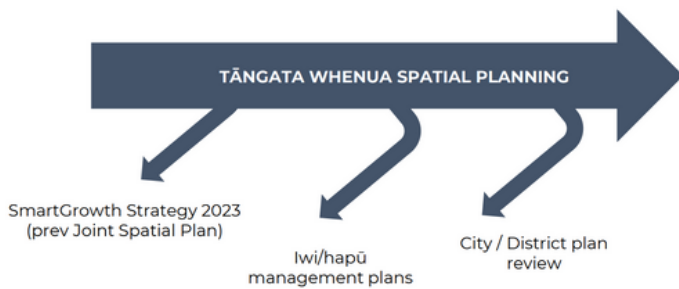 TĀNGATA WHENUA SPATIAL PLANNING
SmartGrowth Strategy 2023
(prev Joint Spatial Plan)
Iwi/hapū
management plans
City / District plan
review